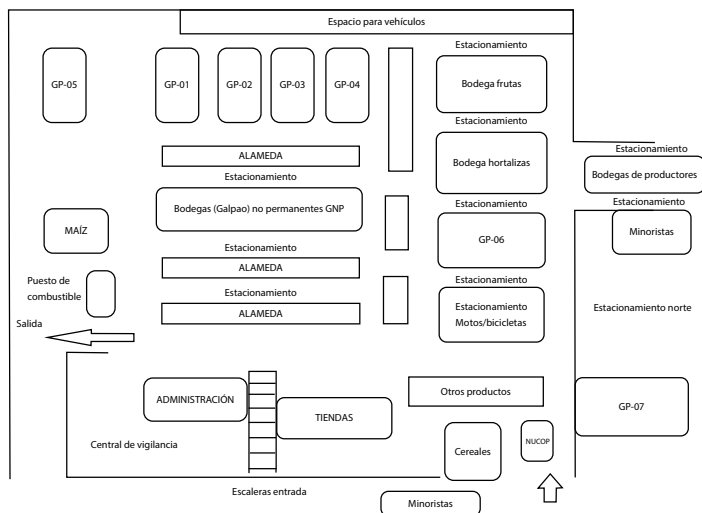 Espacio para vehículos
Estacionamiento
GP-05
GP-01
GP-02
GP-03
GP-04
Bodega frutas
Estacionamiento
ALAMEDA
Bodega hortalizas
Estacionamiento
Bodegas de productores
Estacionamiento
Bodegas (Galpao) no permanentes GNP
Estacionamiento
Estacionamiento
MAÍZ
GP-06
Minoristas
Estacionamiento
ALAMEDA
Estacionamiento
Puesto de
combustible
Estacionamiento
ALAMEDA
Estacionamiento
Motos/bicicletas
Estacionamiento norte
Salida
ADMINISTRACIÓN
TIENDAS
Otros productos
GP-07
Central de vigilancia
Cereales
NUCOP
Escaleras entrada
Minoristas